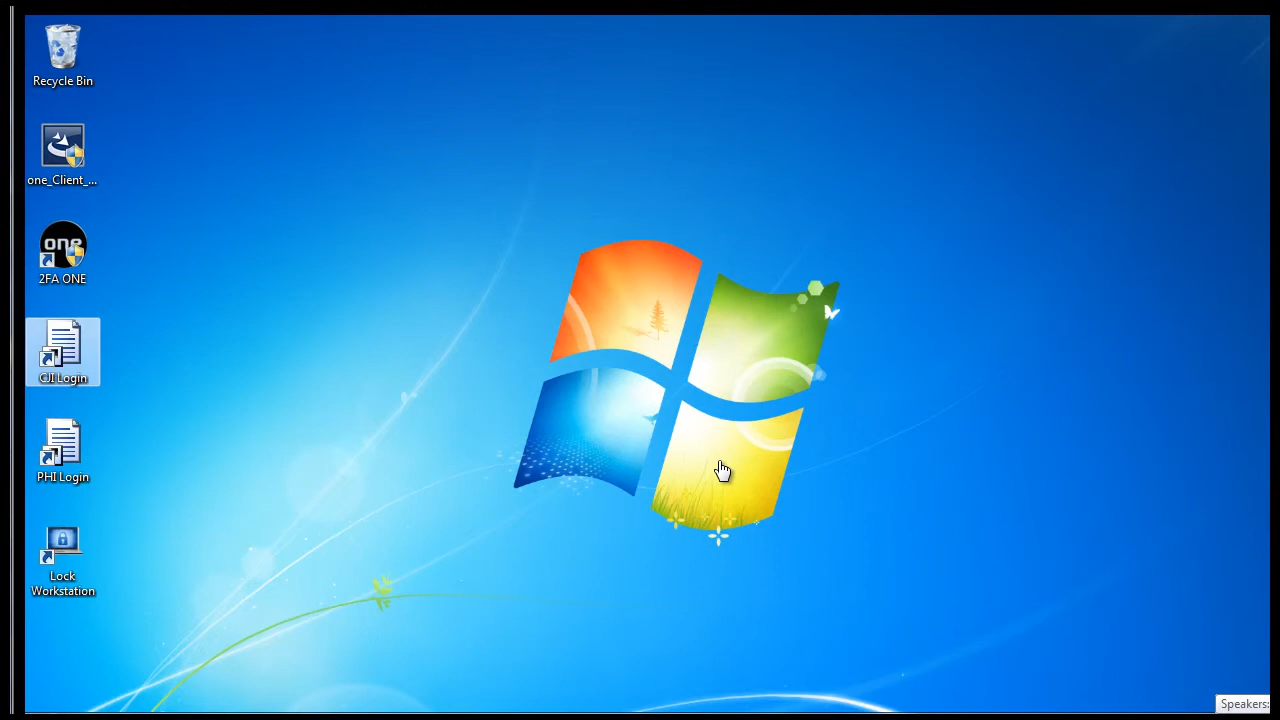 Recycle Bin
one_Client_...
one
2FA ONE
CJI Login
PHI Login
Lock
Workstation
Speakers: